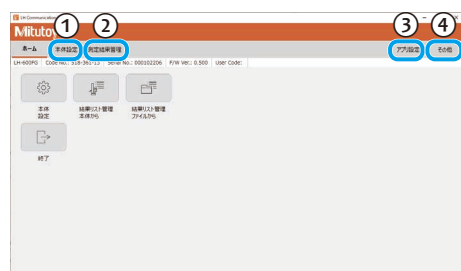 LH Communication
Mitutoyo
① ② ③ ④
ホーム 本体設定 測定結果管理 アプリ設定 その他
LH-600FG Code No.: 518-361-13 Serial No.: 000102206 F/W Ver.: 8.500 User Code:
本体
設定
結果リスト管理
本体から
結果リスト管理
ファイルから
終了